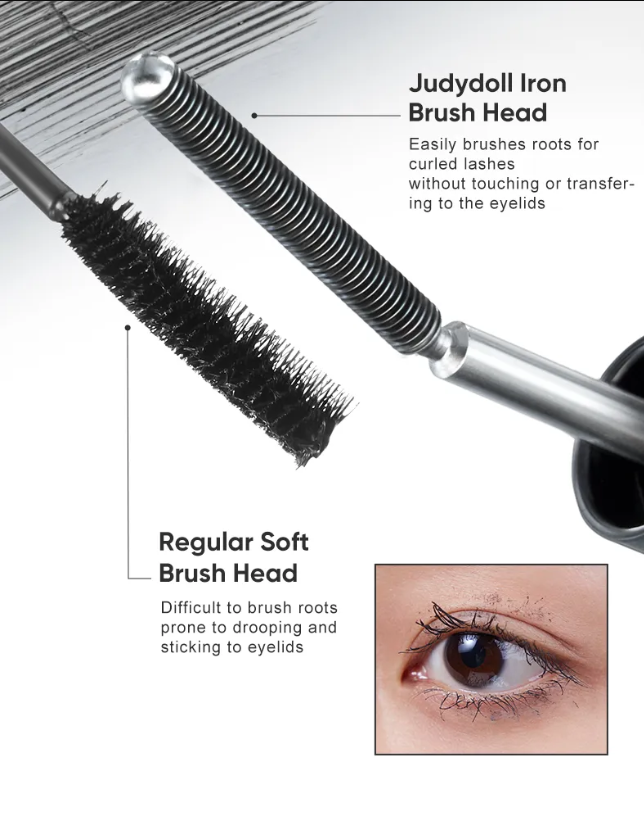 Judydoll Iron
Brush Head
Easily brushes roots for
curled lashes
without touching or transfer-
ing to the eyelids
Regular Soft
Brush Head
Difficult to brush roots
prone to drooping and
sticking to eyelids